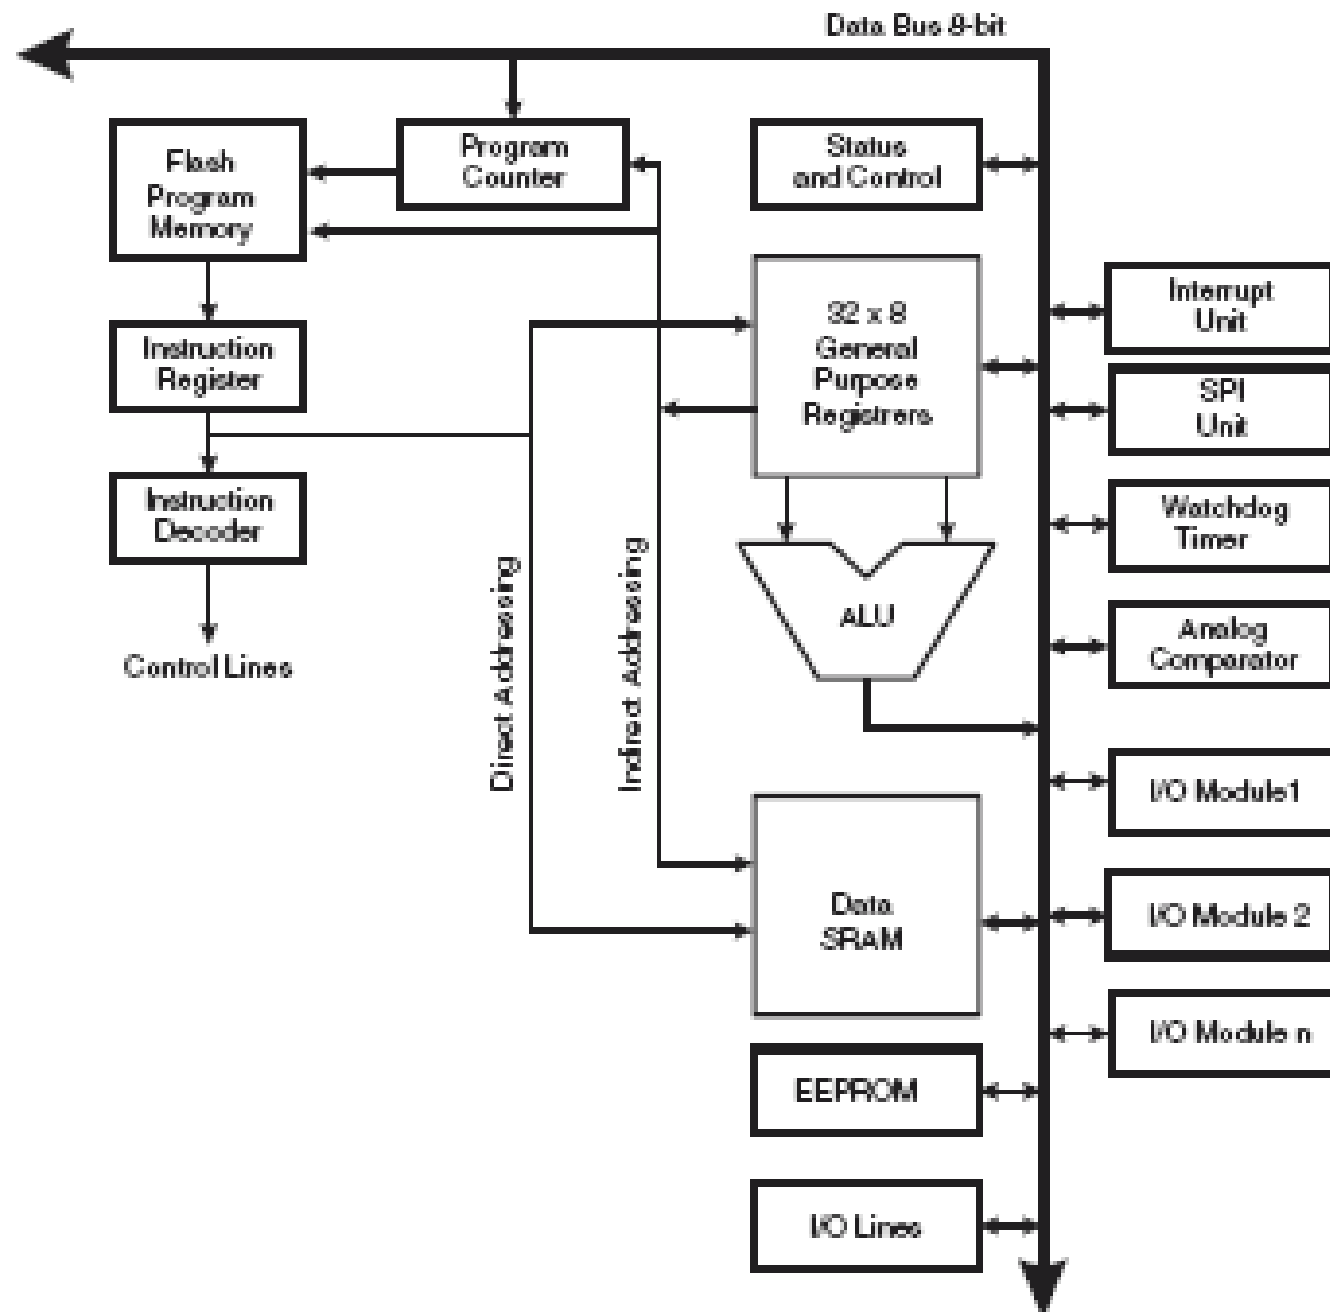 Data Bus 8-bit
Flash
Program
Memory
Program
Counter
Status
and Control
32 x 8
General
Purpose
Registrers
Interrupt
Unit
Instruction
Register
SPI
Unit
Instruction
Decoder
Watchdog
Timer
Control Lines
Direct Addressing
Indirect Addressing
ALU
Analog
Comparator
I/O Module1
Data
SRAM
I/O Module 2
I/O Module n
EEPROM
I/O Lines